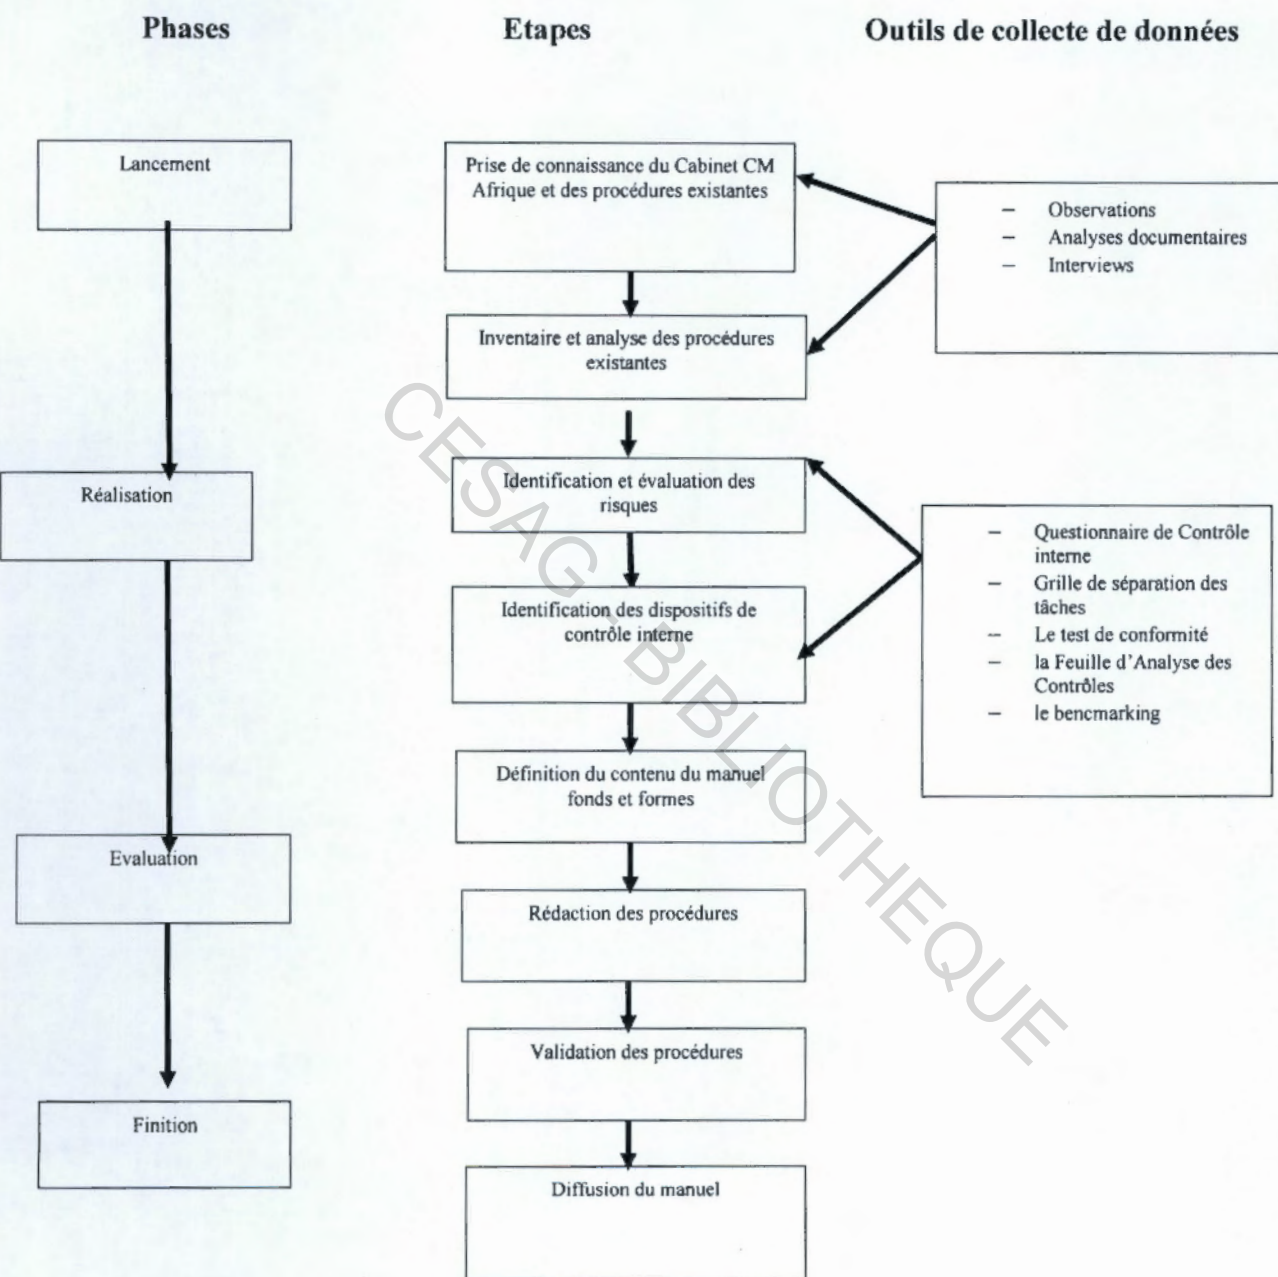 Phases
Etapes
Outils de collecte de données
Lancement
Prise de connaissance du Cabinet CM
Afrique et des procédures existantes
– Observations
– Analyses documentaires
– Interviews
Inventaire et analyse des procédures
existantes
Réalisation
Identification et évaluation des
risques
– Questionnaire de Contrôle
interne
– Grille de séparation des
tâches
– Le test de conformité
– la Feuille d'Analyse des
Contrôles
– le bencmarking
Identification des dispositifs de
contrôle interne
Définition du contenu du manuel
fonds et formes
Evaluation
Rédaction des procédures
Validation des procédures
Finition
Diffusion du manuel
CESAG - BIBLIOTHEQUE